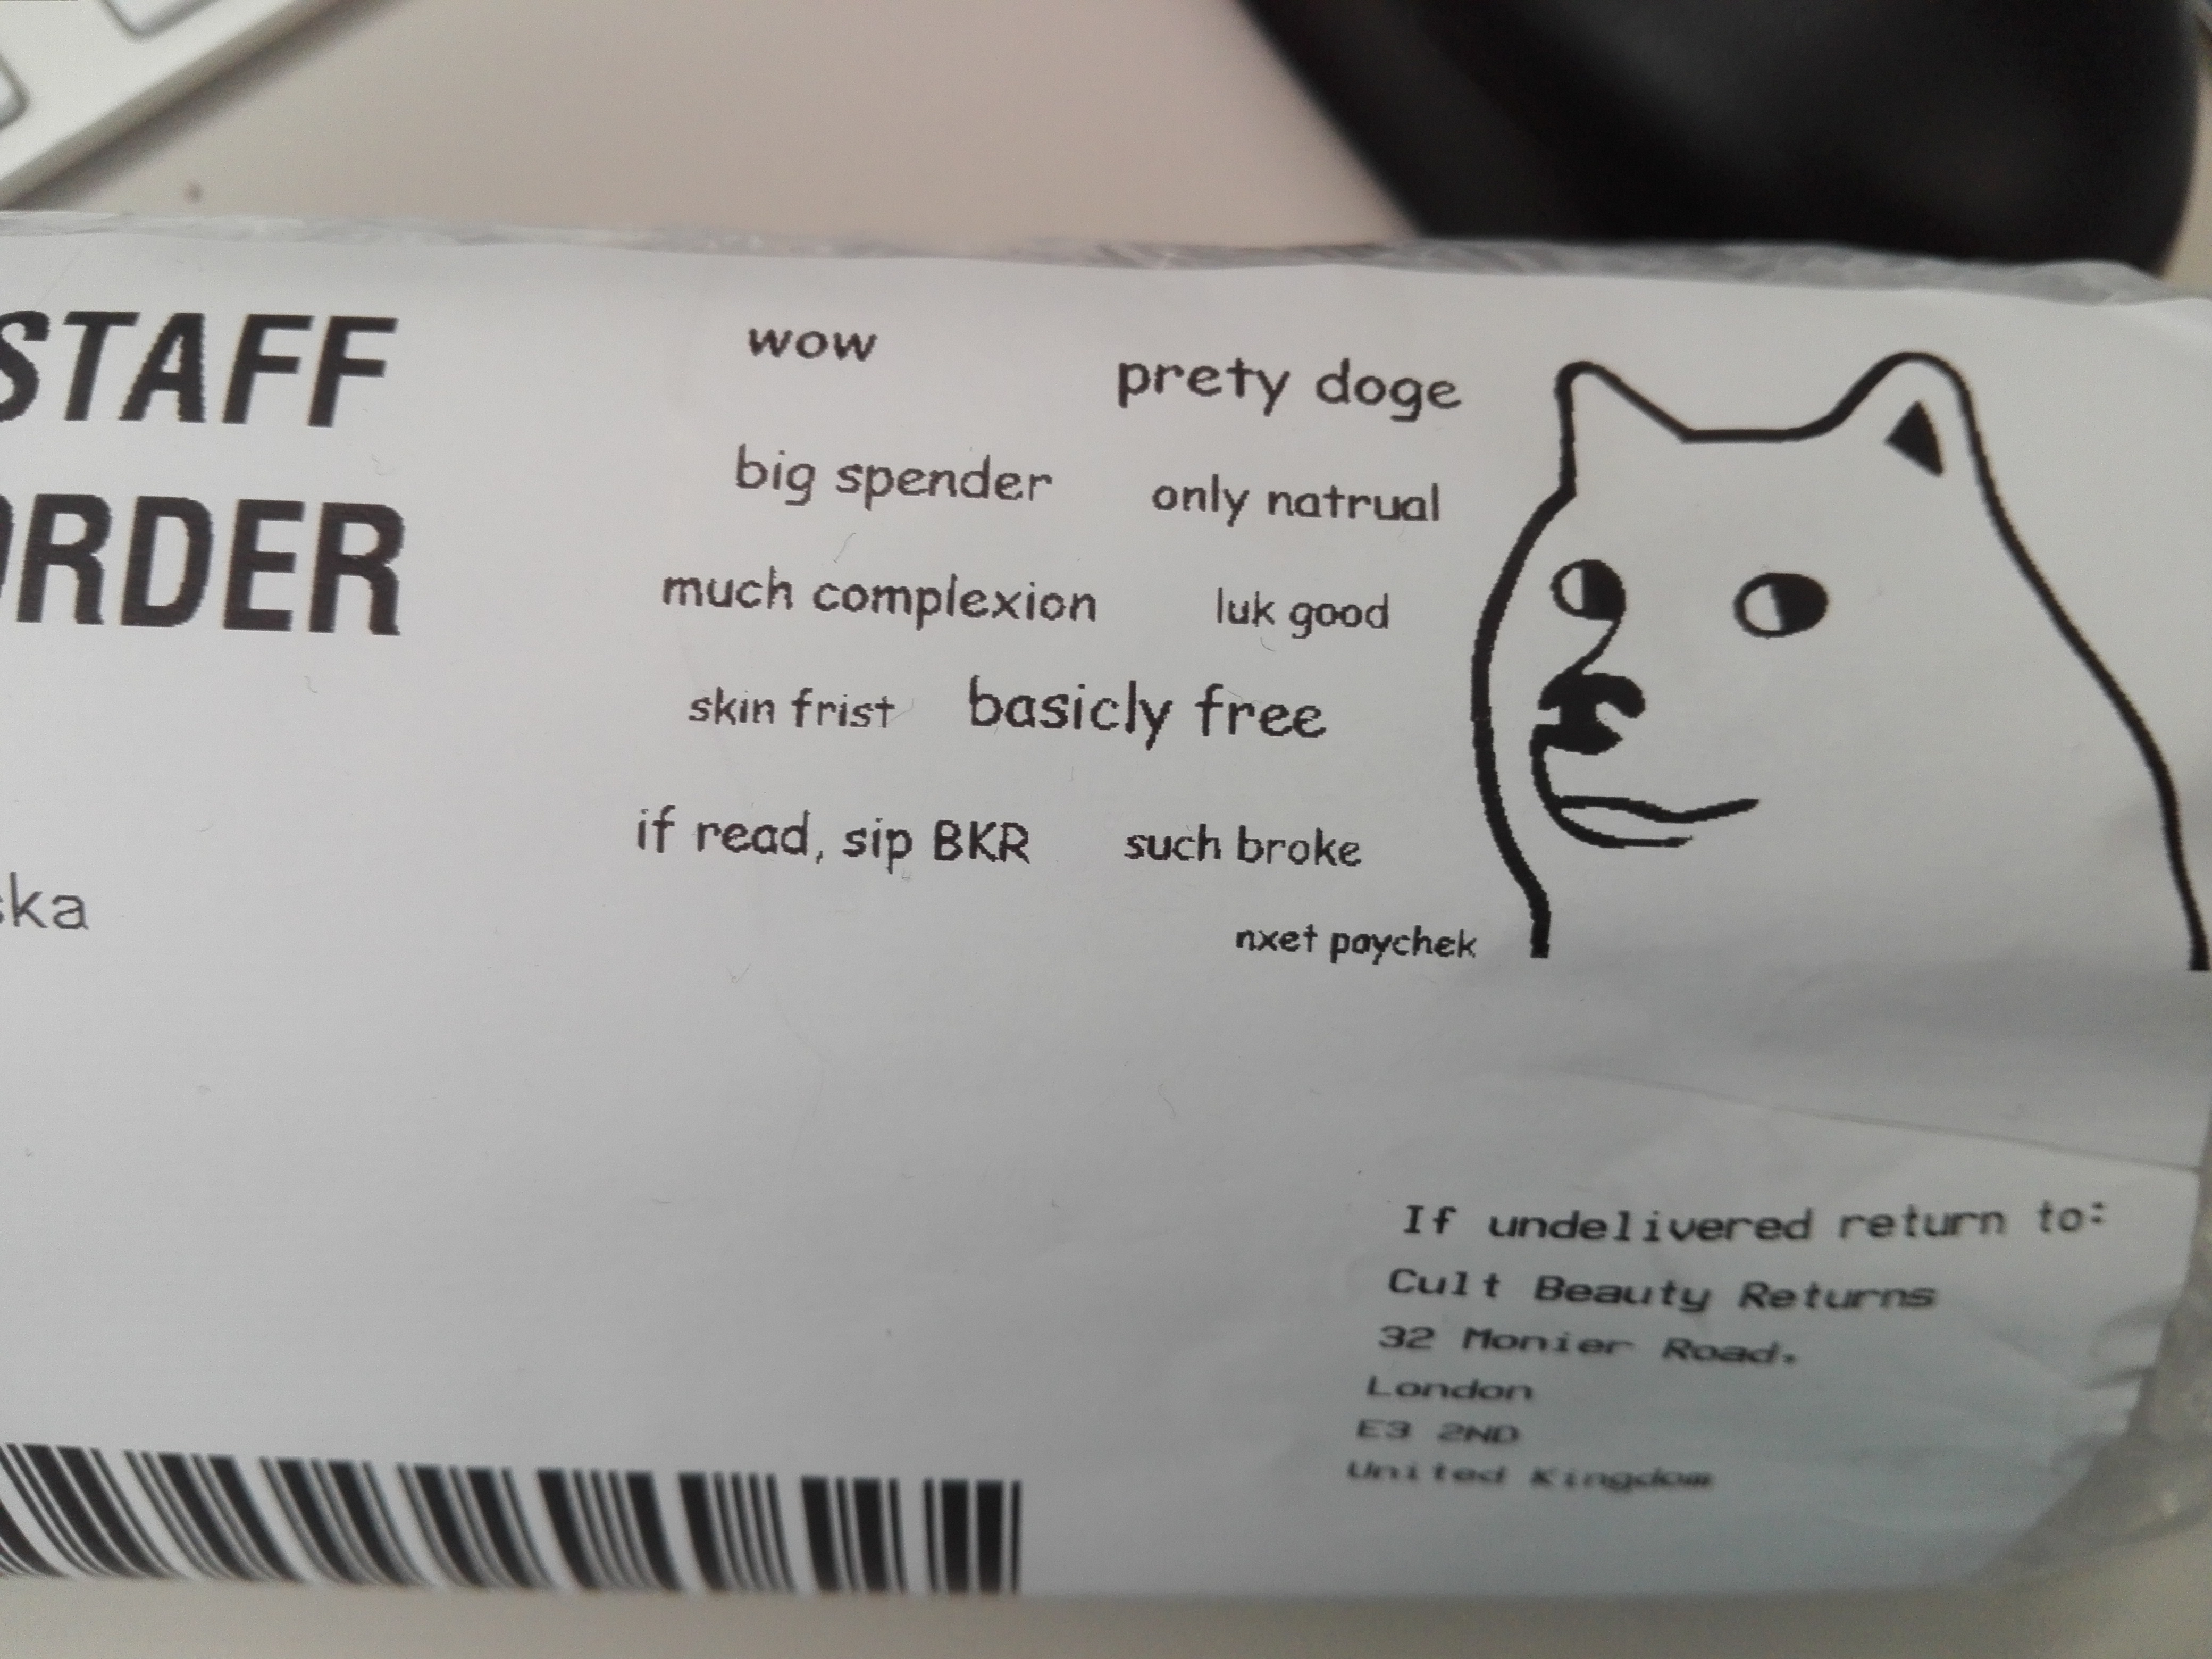 STAFF
ORDER
ska
wow
prety doge
big spender
only natrual
much complexion
luk good
skin frist
basicly free
if read, sip BKR
such broke
nxet paychek
If undelivered return to:
Cult Beauty Returns
32 Monier Road,
London
E3 2ND
United Kingdom